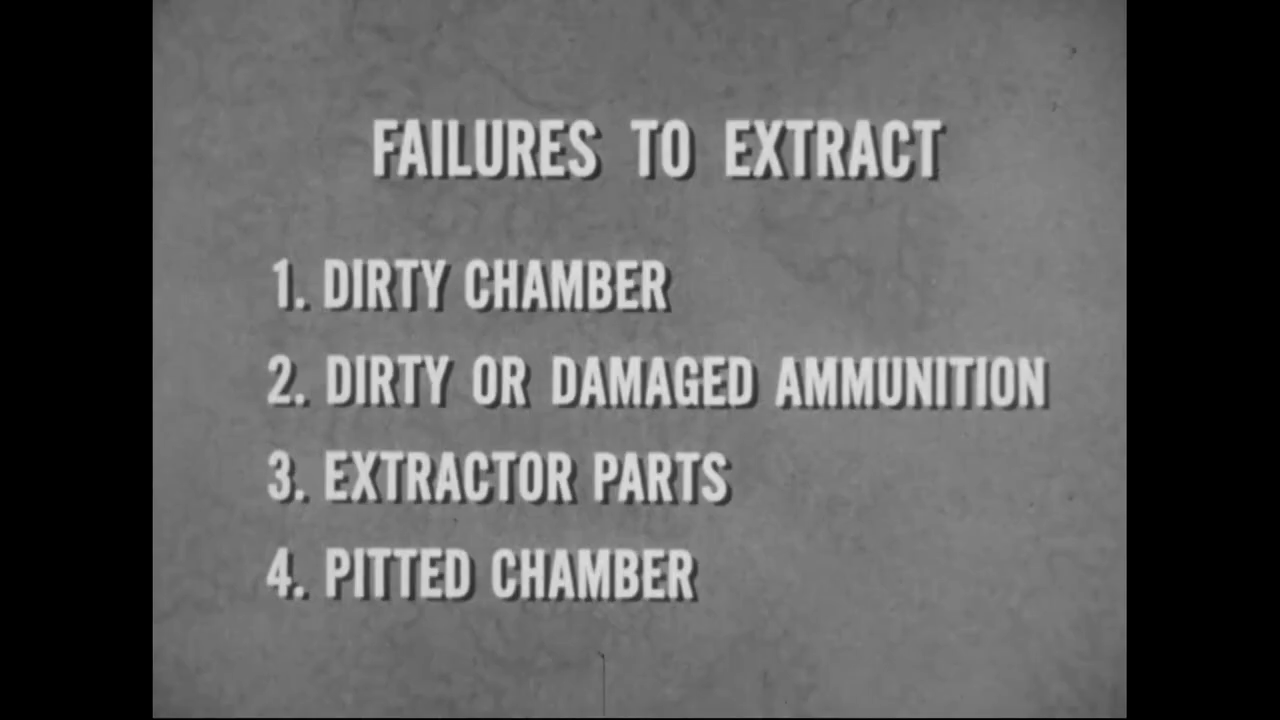 FAILURES TO EXTRACT
1. DIRTY CHAMBER
2. DIRTY OR DAMAGED AMMUNITION
3. EXTRACTOR PARTS
4. PITTED CHAMBER